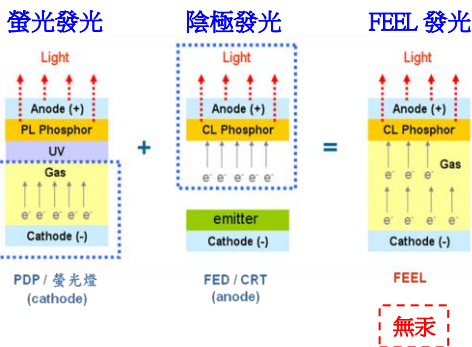 螢光發光
Light
Anode (+)
PL Phosphor
UV
Gas
e⁻ e⁻ e⁻ e⁻ e⁻
Cathode (-)
PDP / 螢光燈
(cathode)
+
陰極發光
Light
Anode (+)
CL Phosphor
e⁻ e⁻ e⁻ e⁻ e⁻
emitter
Cathode (-)
FED / CRT
(anode)
=
FEEL 發光
Light
Anode (+)
CL Phosphor
Gas
e⁻ e⁻ e⁻
e⁻ e⁻ e⁻ e⁻
Cathode (-)
FEEL
無汞